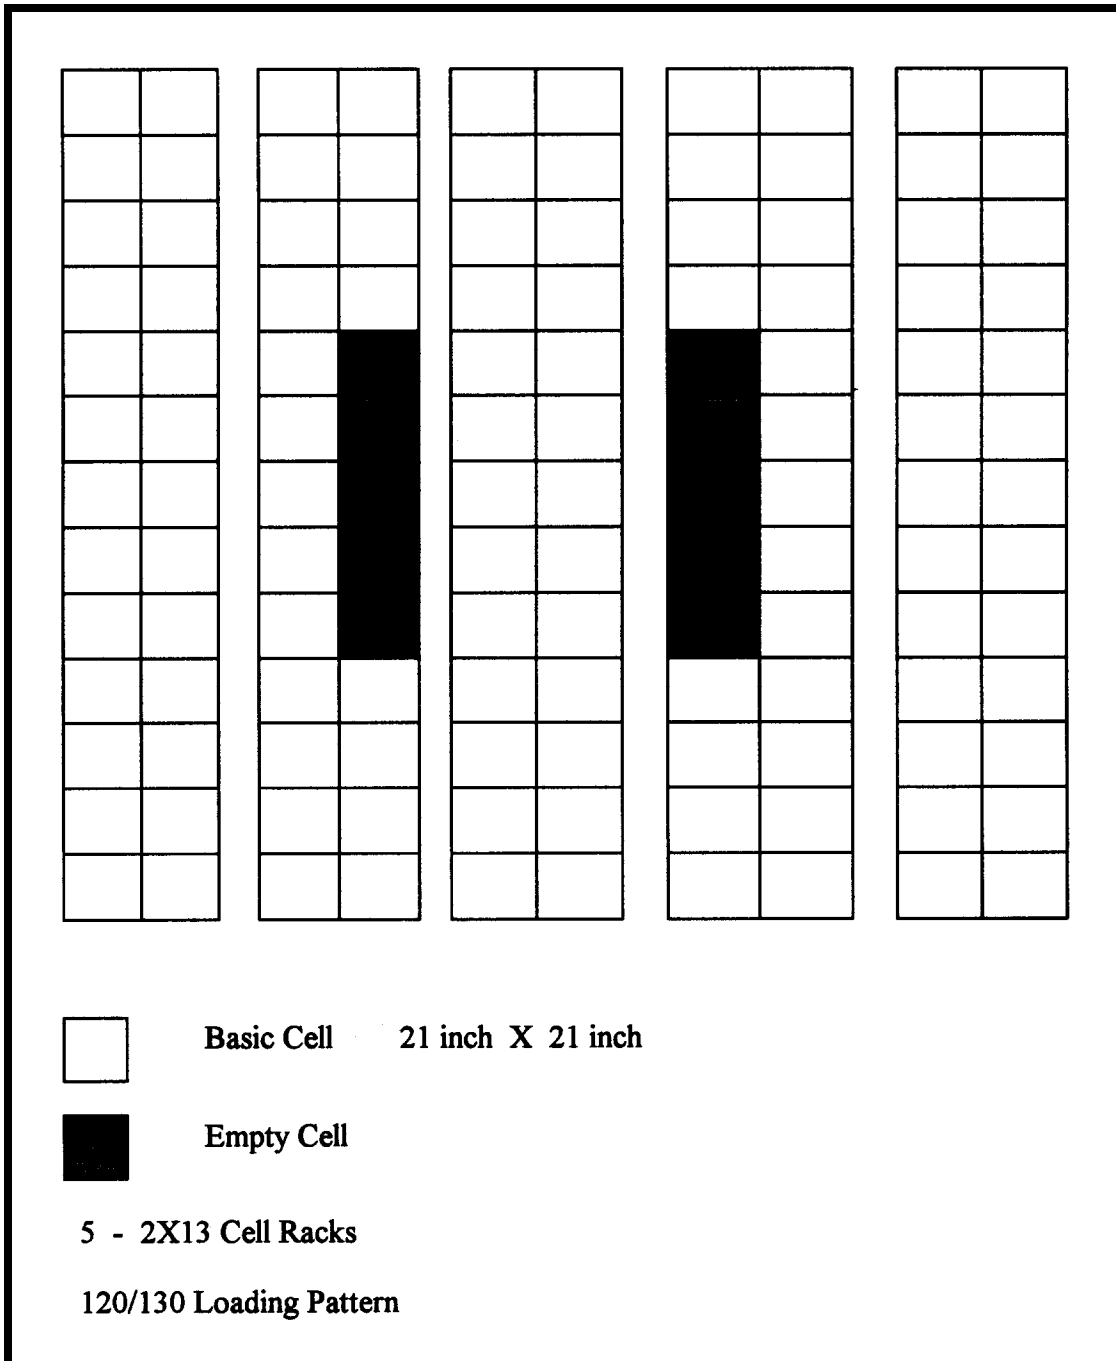 Basic Cell 21 inch X 21 inch
Empty Cell
5 - 2X13 Cell Racks
120/130 Loading Pattern